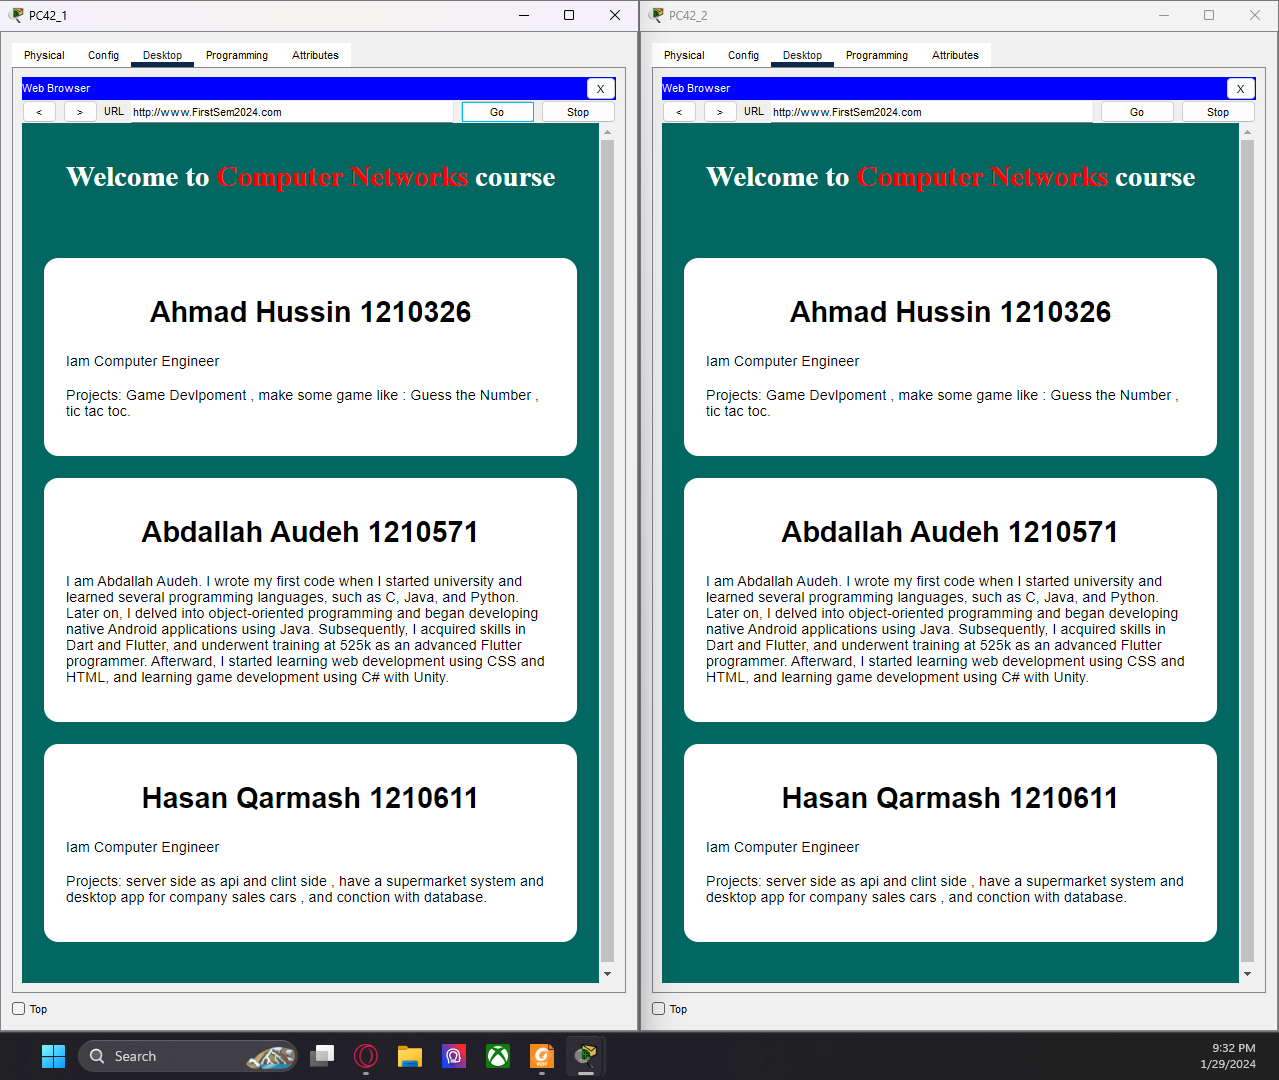 PC42_1
Physical Config Desktop Programming Attributes
Web Browser X
< > URL http://www.FirstSem2024.com Go Stop
Welcome to Computer Networks course
Ahmad Hussin 1210326
Iam Computer Engineer
Projects: Game Devlpoment , make some game like : Guess the Number ,
tic tac toc.
Abdallah Audeh 1210571
I am Abdallah Audeh. I wrote my first code when I started university and
learned several programming languages, such as C, Java, and Python.
Later on, I delved into object-oriented programming and began developing
native Android applications using Java. Subsequently, I acquired skills in
Dart and Flutter, and underwent training at 525k as an advanced Flutter
programmer. Afterward, I started learning web development using CSS and
HTML, and learning game development using C# with Unity.
Hasan Qarmash 1210611
Iam Computer Engineer
Projects: server side as api and clint side , have a supermarket system and
desktop app for company sales cars , and conction with database.
Top
PC42_2
Physical Config Desktop Programming Attributes
Web Browser X
< > URL http://www.FirstSem2024.com Go Stop
Welcome to Computer Networks course
Ahmad Hussin 1210326
Iam Computer Engineer
Projects: Game Devlpoment , make some game like : Guess the Number ,
tic tac toc.
Abdallah Audeh 1210571
I am Abdallah Audeh. I wrote my first code when I started university and
learned several programming languages, such as C, Java, and Python.
Later on, I delved into object-oriented programming and began developing
native Android applications using Java. Subsequently, I acquired skills in
Dart and Flutter, and underwent training at 525k as an advanced Flutter
programmer. Afterward, I started learning web development using CSS and
HTML, and learning game development using C# with Unity.
Hasan Qarmash 1210611
Iam Computer Engineer
Projects: server side as api and clint side , have a supermarket system and
desktop app for company sales cars , and conction with database.
Top
Search
PDF
9:32 PM
1/29/2024